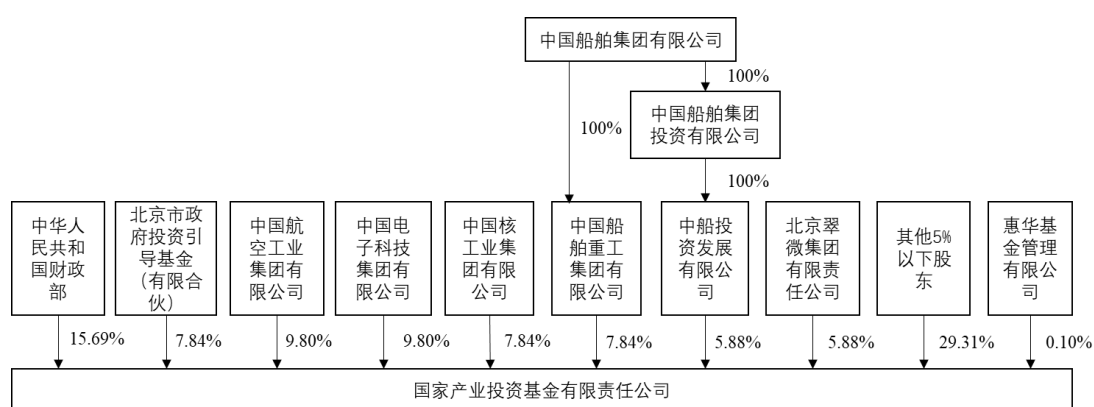 中国船舶集团有限公司
100%
中国船舶集团
投资有限公司
100%
100%
中华人
民共和
国财政
部
北京市政
府投资引
导基金
（有限合
伙）
中国航
空工业
集团有
限公司
中国电
子科技
集团有
限公司
中国核
工业集
团有限
公司
中国船
舶重工
集团有
限公司
中船投
资发展
有限公
司
北京翠
微集团
有限责
任公司
其他5%
以下股
东
惠华基
金管理
有限公
司
15.69%
7.84%
9.80%
9.80%
7.84%
7.84%
5.88%
5.88%
29.31%
0.10%
国家产业投资基金有限责任公司